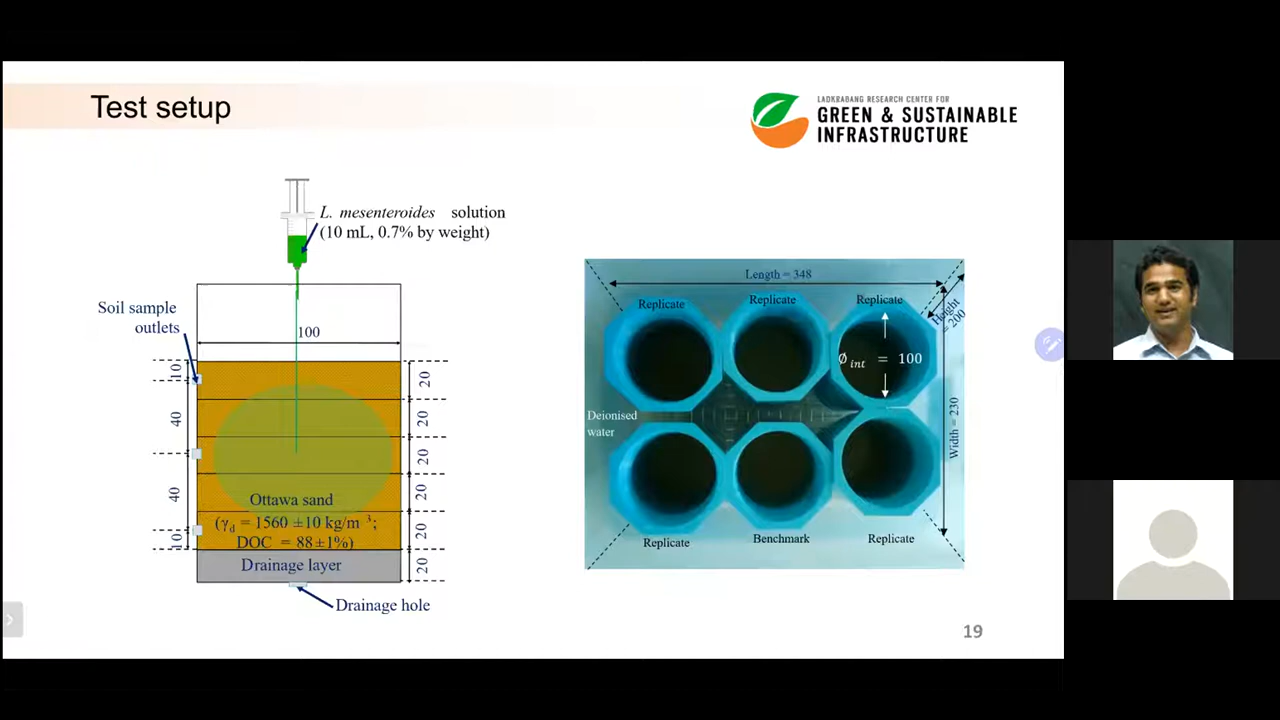 Test setup
LADKRABANG RESEARCH CENTER FOR
GREEN & SUSTAINABLE
INFRASTRUCTURE
L. mesenteroides solution
(10 mL, 0.7% by weight)
Soil sample
outlets
100
10
40
40
10
20
20
20
20
20
20
Ottawa sand
(γd = 1560 ±10 kg/m 3;
DOC = 88±1%)
Drainage layer
Drainage hole
Length = 348
Replicate
Replicate
Replicate
Height
= 200
Øint = 100
Deionised
water
Width = 230
Replicate
Benchmark
Replicate
19